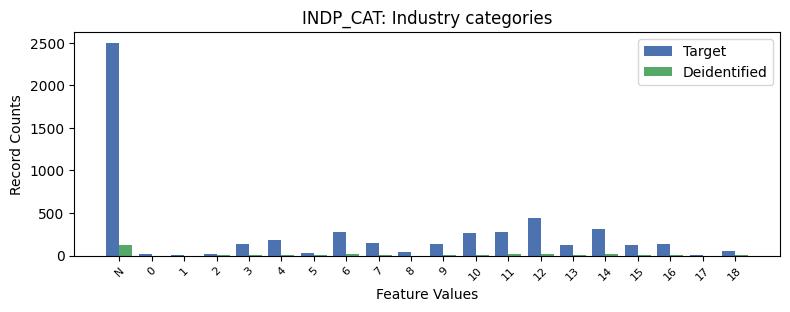 INDP_CAT: Industry categories
Record Counts
2500
2000
1500
1000
500
0
Target
Deidentified
N 0 1 2 3 4 5 6 7 8 9 10 11 12 13 14 15 16 17 18
Feature Values